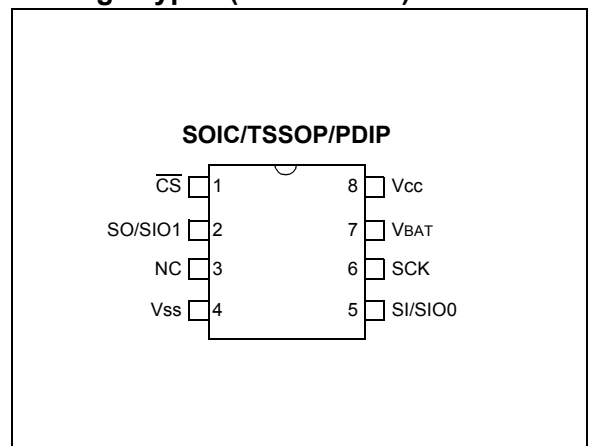 SOIC/TSSOP/PDIP
CS 1 8 Vcc
SO/SIO1 2 7 VBAT
NC 3 6 SCK
Vss 4 5 SI/SIO0